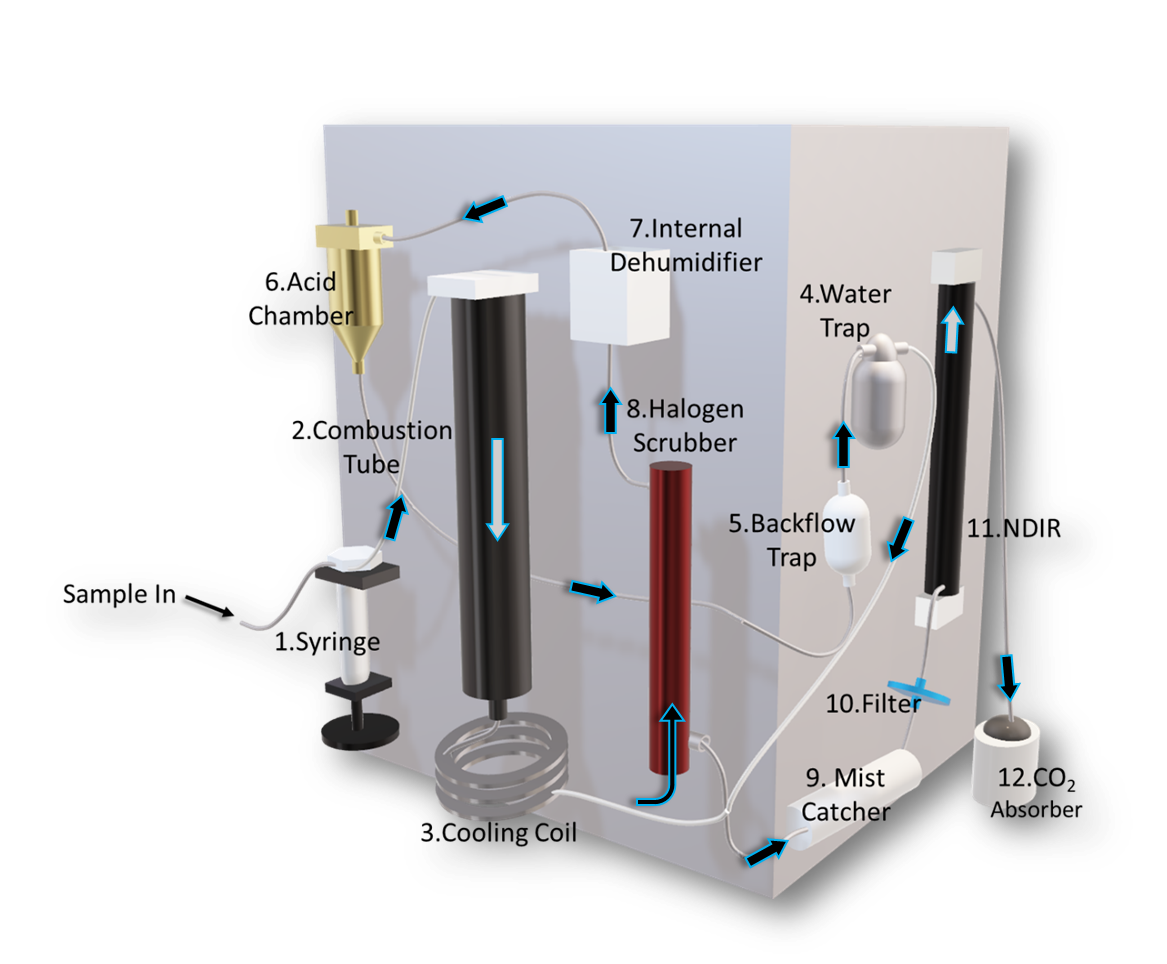 7.Internal
Dehumidifier
6.Acid
Chamber
4.Water
Trap
8.Halogen
Scrubber
2.Combustion
Tube
5.Backflow
Trap
11.NDIR
Sample In
1.Syringe
10.Filter
9. Mist
Catcher
12.CO₂
Absorber
3.Cooling Coil